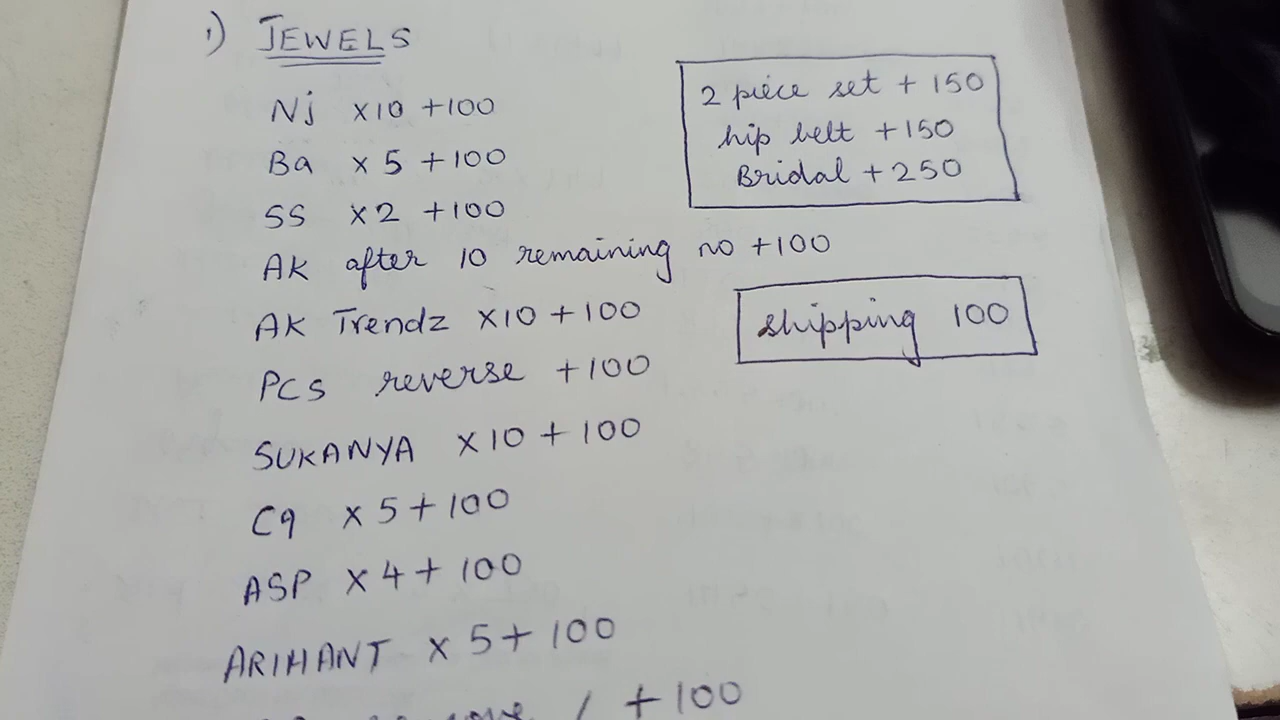 1) JEWELS
Nj x10 +100
Ba x 5 +100
SS x2 +100
AK after 10 remaining no +100
AK Trendz x10 +100
PCS reverse +100
SUKANYA x10 + 100
C9 x 5 + 100
ASP x 4 + 100
ARIHANT x 5 + 100
+ 100
2 piece set + 150
hip belt + 150
Bridal + 250
shipping 100